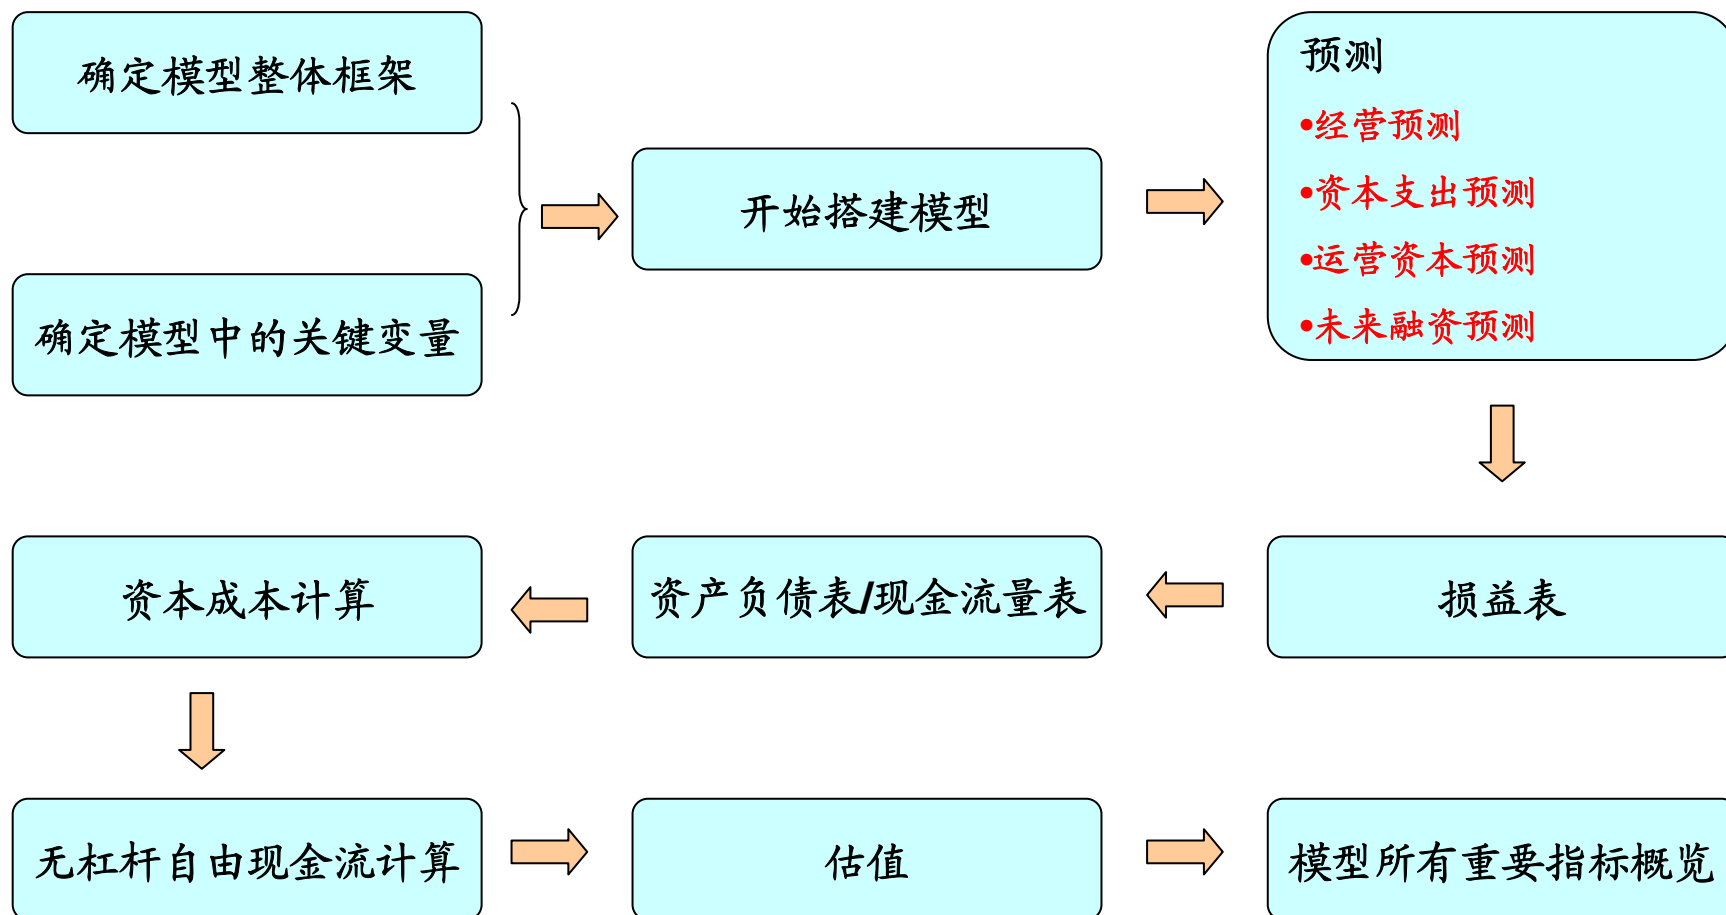 确定模型整体框架
确定模型中的关键变量
开始搭建模型
预测
•经营预测
•资本支出预测
•运营资本预测
•未来融资预测
损益表
资产负债表/现金流量表
资本成本计算
无杠杆自由现金流计算
估值
模型所有重要指标概览